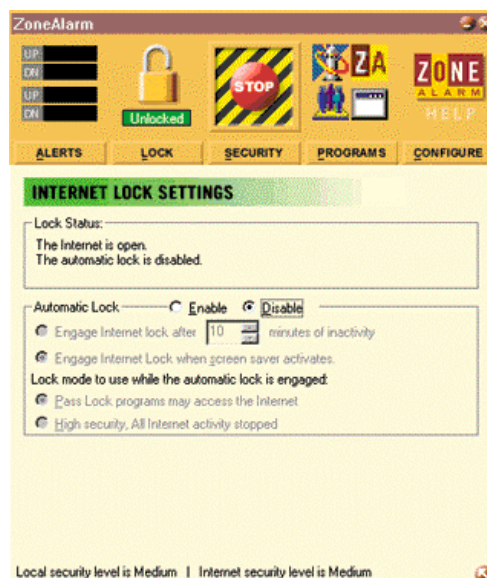 ZoneAlarm
UP
DN
UP
DN
Unlocked
STOP
ZA
ZONE
ALARM
HELP
ALERTS
LOCK
SECURITY
PROGRAMS
CONFIGURE
INTERNET LOCK SETTINGS
Lock Status:
The Internet is open.
The automatic lock is disabled.
Automatic Lock Enable Disable
Engage Internet lock after 10 minutes of inactivity
Engage Internet Lock when screen saver activates.
Lock mode to use while the automatic lock is engaged:
Pass Lock programs may access the Internet
High security, All Internet activity stopped
Local security level is Medium | Internet security level is Medium